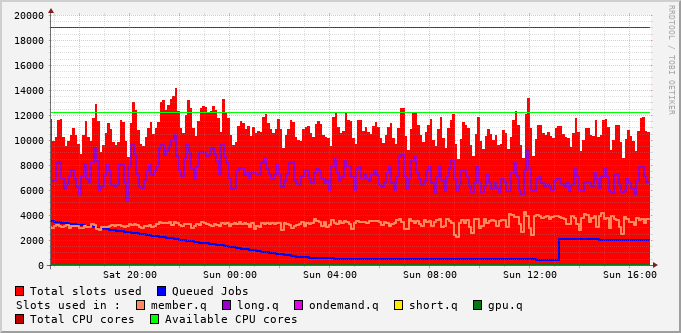 20000
18000
16000
14000
12000
10000
8000
6000
4000
2000
0
Sat 20:00 Sun 00:00 Sun 04:00 Sun 08:00 Sun 12:00 Sun 16:00
RRDTOOL / TOBI OETIKER
Total slots used Queued Jobs
Slots used in : member.q long.q ondemand.q short.q gpu.q
Total CPU cores Available CPU cores